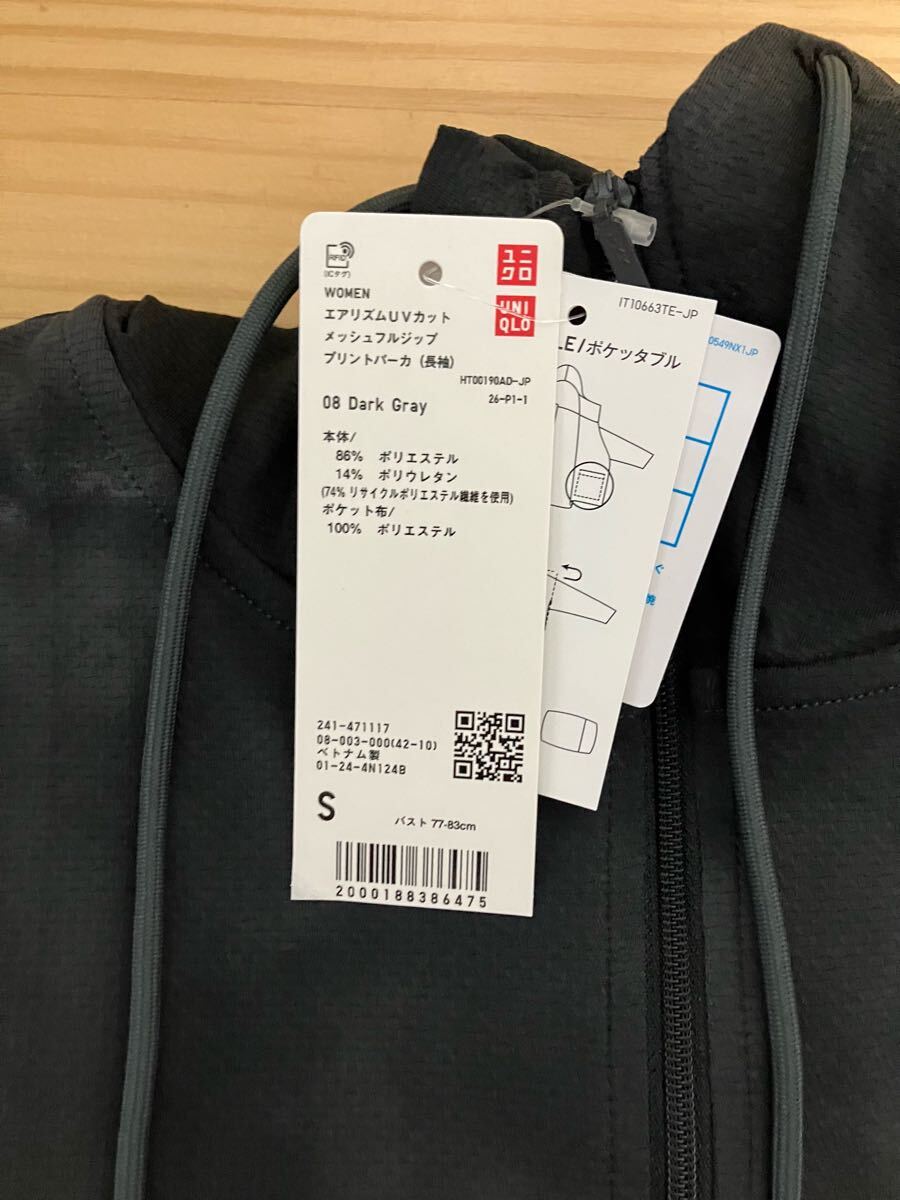 RFID
(ICタグ)
ユニ
クロ
UNI
QLO
WOMEN
エアリズムUVカット
メッシュフルジップ
プリントパーカ (長袖)
HT00190AD-JP
26-P1-1
08 Dark Gray
本体/
86% ポリエステル
14% ポリウレタン
(74% リサイクルポリエステル繊維を使用)
ポケット布/
100% ポリエステル
241-471117
08-003-000(42-10)
ベトナム製
01-24-4N124B
S
バスト 77-83cm
2000188386475
IT10663TE-JP
LE/ポケッタブル
0549NX1JP
ぐ